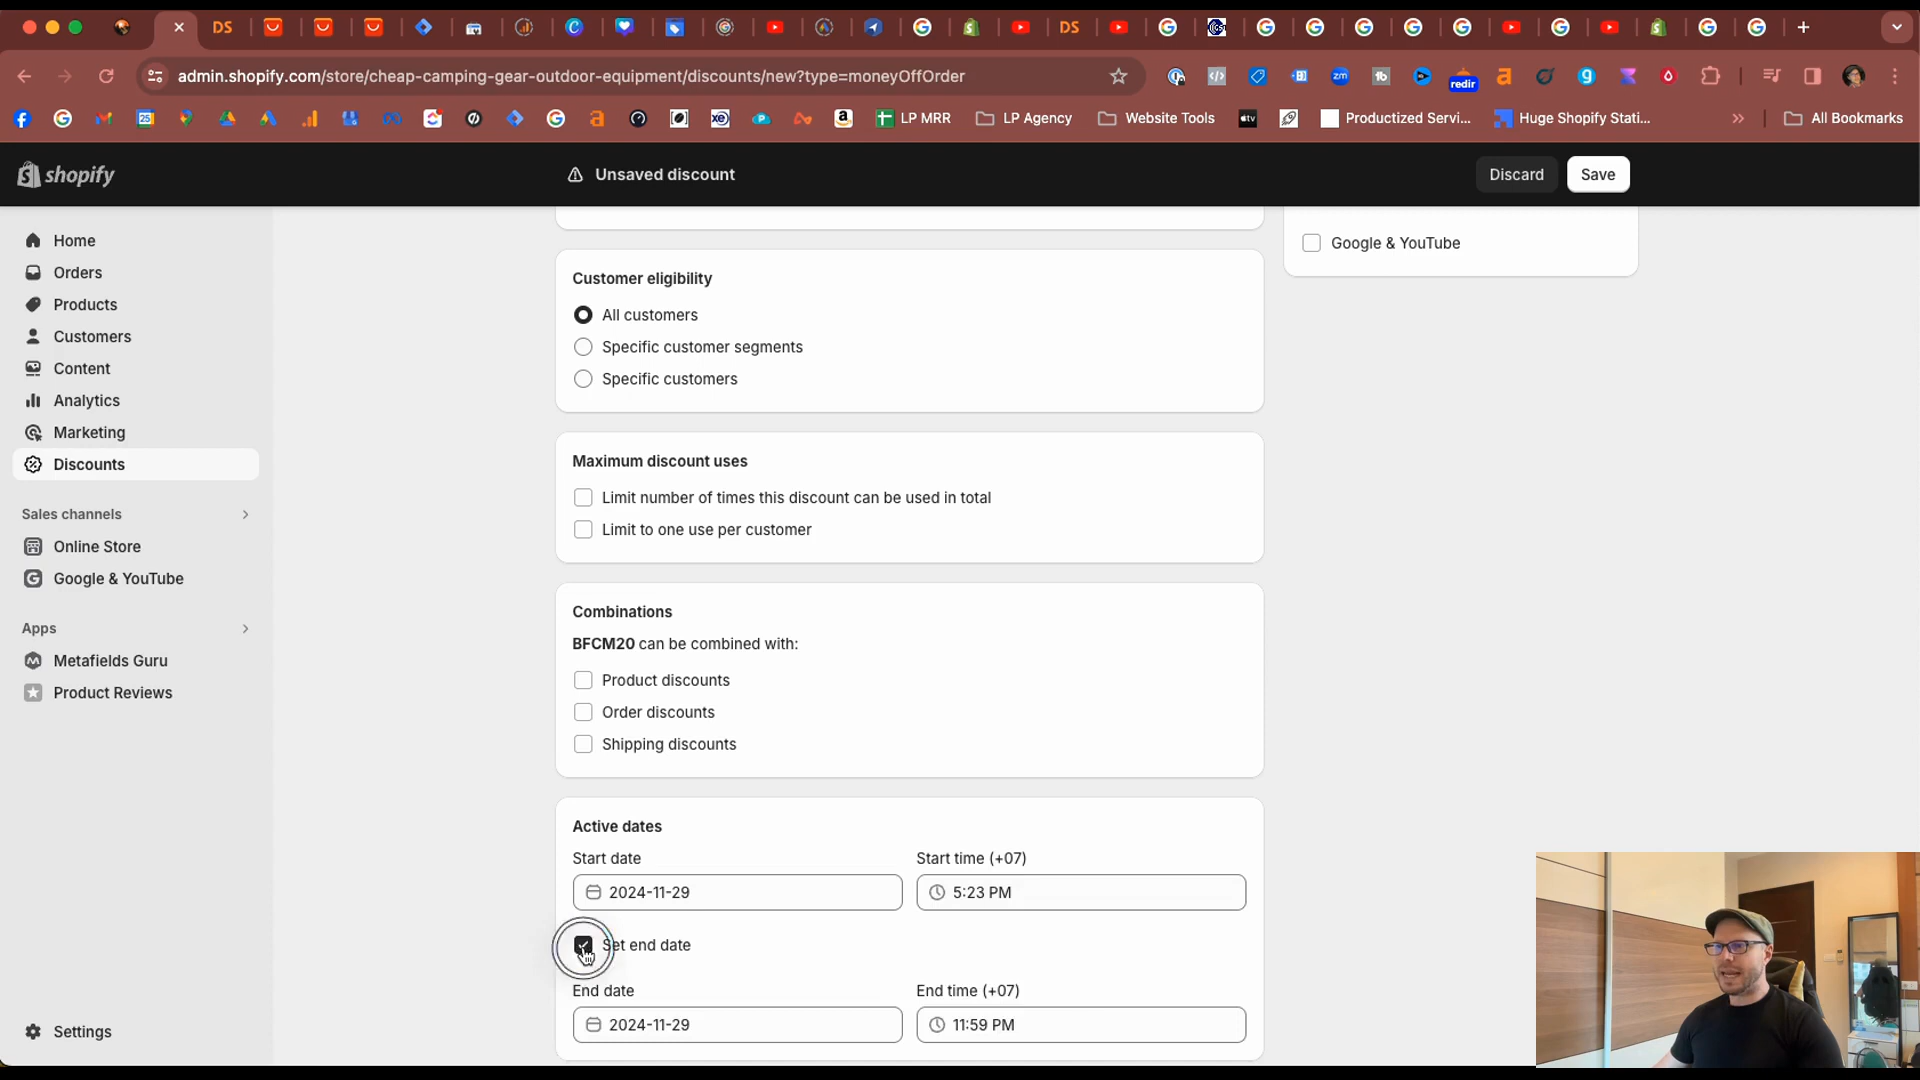 DS
DS
admin.shopify.com/store/cheap-camping-gear-outdoor-equipment/discounts/new?type=moneyOffOrder
redir
LP MRR
LP Agency
Website Tools
Productized Servi...
Huge Shopify Stati...
All Bookmarks
shopify
Unsaved discount
Discard
Save
Home
Orders
Products
Customers
Content
Analytics
Marketing
Discounts
Sales channels
Online Store
Google & YouTube
Apps
Metafields Guru
Product Reviews
Settings
Google & YouTube
Customer eligibility
All customers
Specific customer segments
Specific customers
Maximum discount uses
Limit number of times this discount can be used in total
Limit to one use per customer
Combinations
BFCM20 can be combined with:
Product discounts
Order discounts
Shipping discounts
Active dates
Start date
Start time (+07)
2024-11-29
5:23 PM
Set end date
End date
End time (+07)
2024-11-29
11:59 PM